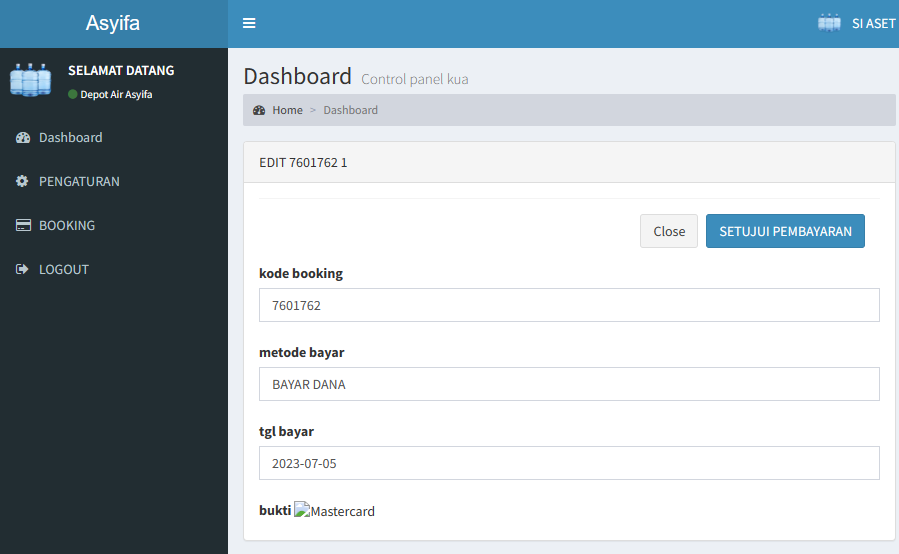 Asyifa
SI ASET
SELAMAT DATANG
Depot Air Asyifa
Dashboard
PENGATURAN
BOOKING
LOGOUT
Dashboard Control panel kua
Home > Dashboard
EDIT 7601762 1
Close SETUJUI PEMBAYARAN
kode booking
7601762
metode bayar
BAYAR DANA
tgl bayar
2023-07-05
bukti Mastercard